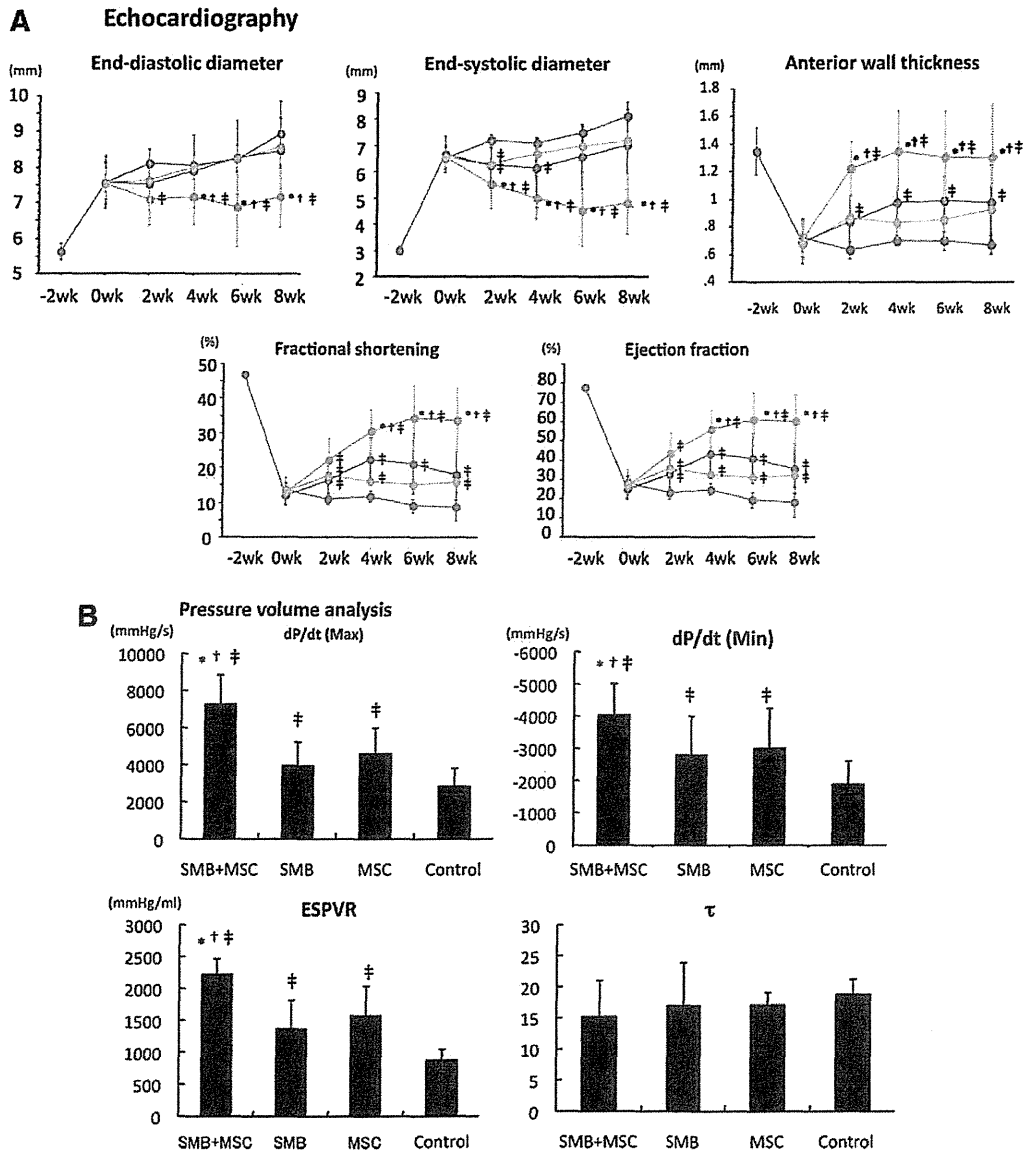 A Echocardiography
End-diastolic diameter
(mm)
10
9
8
7
6
5
‡ *†‡ *†‡ *†‡
-2wk 0wk 2wk 4wk 6wk 8wk
End-systolic diameter
(mm)
9
8
7
6
5
4
3
2
‡ ‡
*†‡ *†‡ *†‡ *†‡
-2wk 0wk 2wk 4wk 6wk 8wk
Anterior wall thickness
(mm)
1.8
1.6
1.4
1.2
1
.8
.6
.4
*†‡ *†‡ *†‡ *†‡
‡ ‡ ‡ ‡
-2wk 0wk 2wk 4wk 6wk 8wk
Fractional shortening
(%)
50
40
30
20
10
0
*†‡ *†‡ *†‡
‡ ‡ ‡ ‡
‡ ‡ ‡
‡
-2wk 0wk 2wk 4wk 6wk 8wk
Ejection fraction
(%)
80
70
60
50
40
30
20
10
0
‡ *†‡ *†‡ *†‡
‡ ‡ ‡ ‡
‡ ‡ ‡ ‡
-2wk 0wk 2wk 4wk 6wk 8wk
B Pressure volume analysis
dP/dt (Max)
(mmHg/s)
10000
8000
6000
4000
2000
0
* † ‡ ‡ ‡
SMB+MSC SMB MSC Control
dP/dt (Min)
(mmHg/s)
-6000
-5000
-4000
-3000
-2000
-1000
0
* † ‡ ‡ ‡
SMB+MSC SMB MSC Control
ESPVR
(mmHg/ml)
3000
2500
2000
1500
1000
500
0
* † ‡ ‡ ‡
SMB+MSC SMB MSC Control
τ
30
25
20
15
10
5
0
SMB+MSC SMB MSC Control